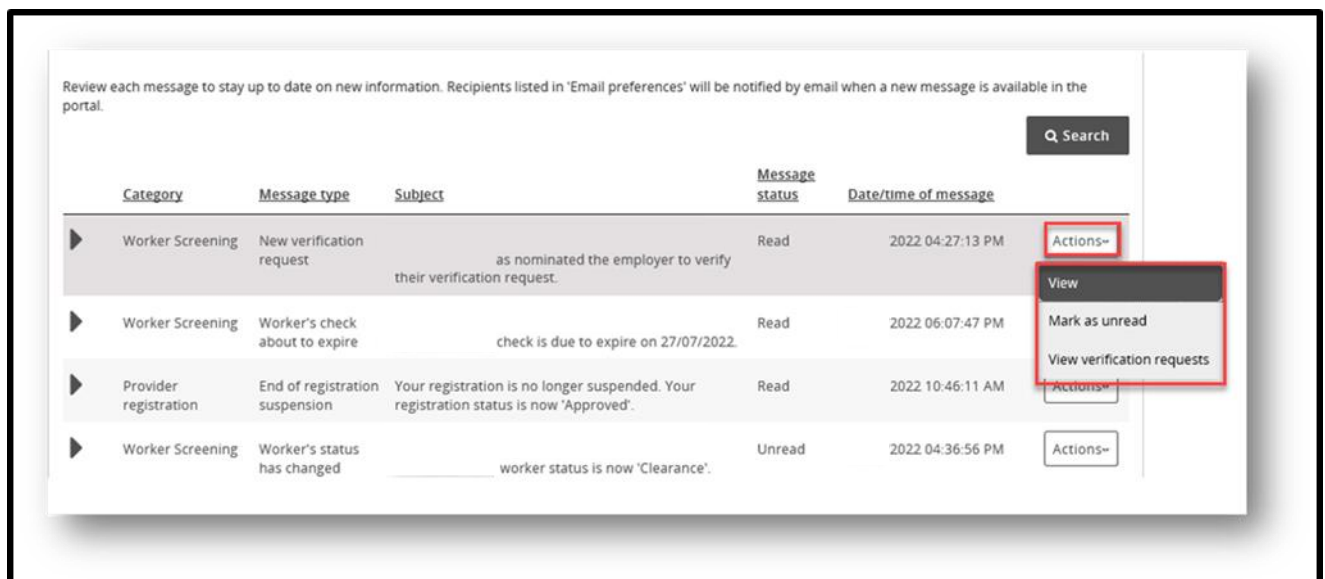 Review each message to stay up to date on new information. Recipients listed in 'Email preferences' will be notified by email when a new message is available in the
portal.
Search
Message
Category Message type Subject status Date/time of message
Worker Screening New verification Read 2022 04:27:13 PM Actions
request as nominated the employer to verify
their verification request.
View
Mark as unread
View verification requests
Worker Screening Worker's check Read 2022 06:07:47 PM
about to expire check is due to expire on 27/07/2022.
Provider End of registration Your registration is no longer suspended. Your Read 2022 10:46:11 AM Actions
registration suspension registration status is now 'Approved'.
Worker Screening Worker's status Unread 2022 04:36:56 PM Actions
has changed worker status is now 'Clearance'.